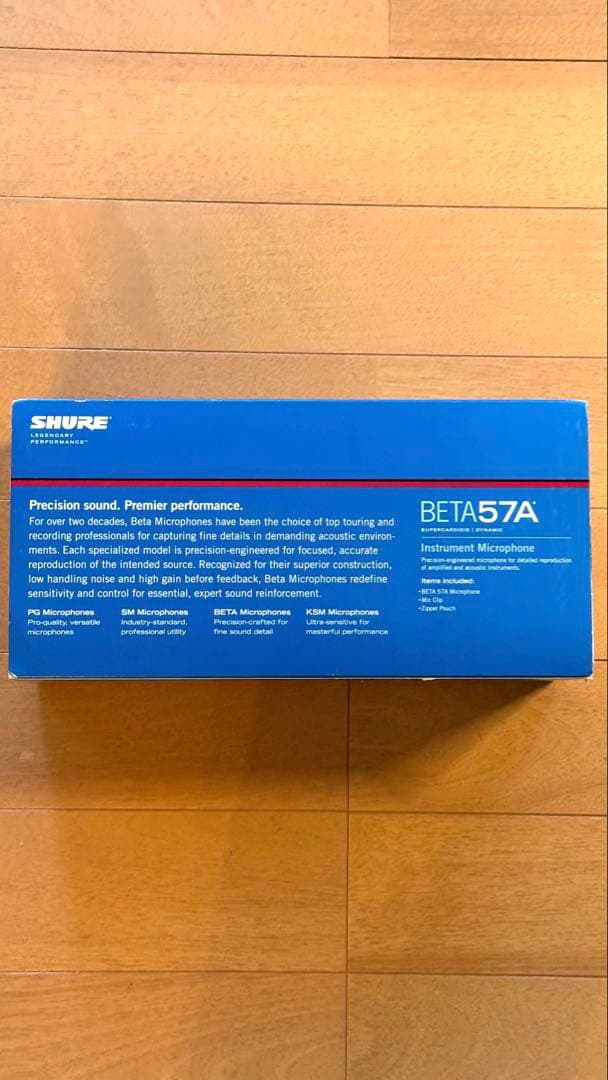 SHURE®
LEGENDARY
PERFORMANCE™
Precision sound. Premier performance.
For over two decades, Beta Microphones have been the choice of top touring and
recording professionals for capturing fine details in demanding acoustic environ-
ments. Each specialized model is precision-engineered for focused, accurate
reproduction of the intended source. Recognized for their superior construction,
low handling noise and high gain before feedback, Beta Microphones redefine
sensitivity and control for essential, expert sound reinforcement.
PG Microphones
Pro-quality, versatile
microphones
SM Microphones
Industry-standard,
professional utility
BETA Microphones
Precision-crafted for
fine sound detail
KSM Microphones
Ultra-sensitive for
masterful performance
BETA57A®
SUPERCARDIOID | DYNAMIC
Instrument Microphone
Precision-engineered microphone for detailed reproduction
of amplified and acoustic instruments.
Items included:
•BETA 57A Microphone
•Mic Clip
•Zipper Pouch